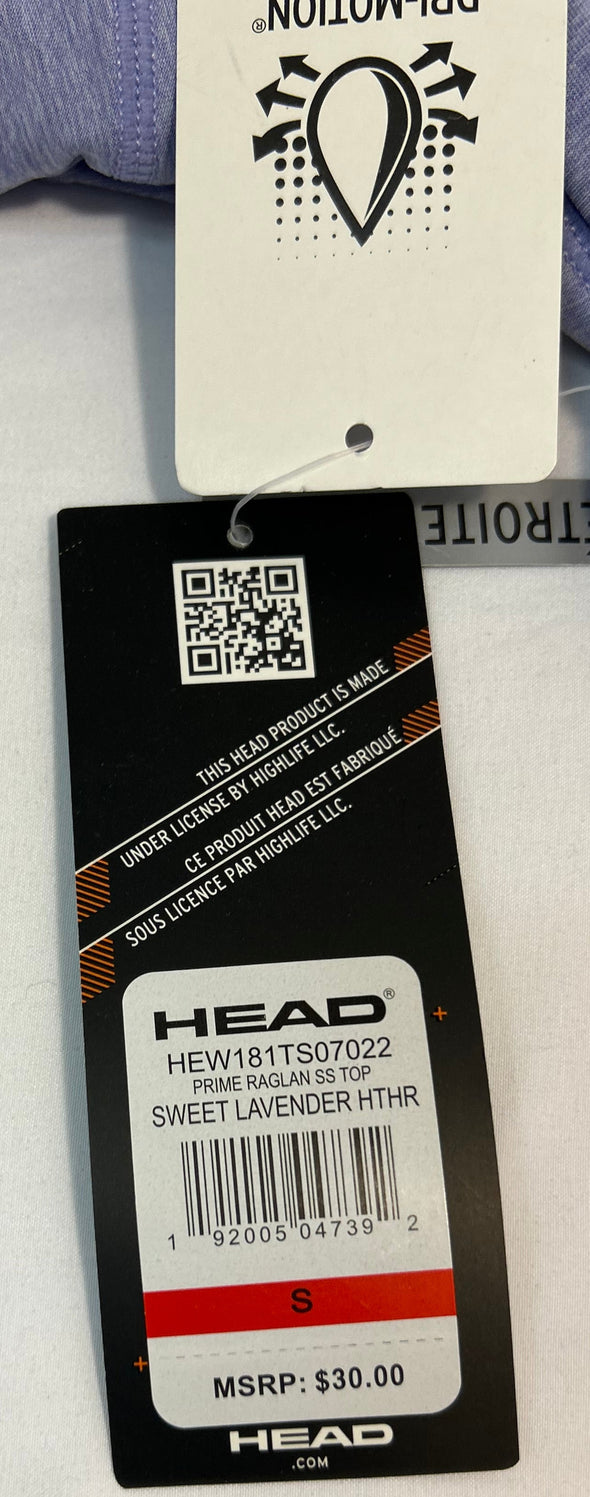 DRI-MOTION®
ÉTROITE
THIS HEAD PRODUCT IS MADE
UNDER LICENSE BY HIGHLIFE LLC.
CE PRODUIT HEAD EST FABRIQUÉ
SOUS LICENCE PAR HIGHLIFE LLC.
HEAD®
HEW181TS07022
PRIME RAGLAN SS TOP
SWEET LAVENDER HTHR
1 92005 04739 2
S
MSRP: $30.00
HEAD
.COM